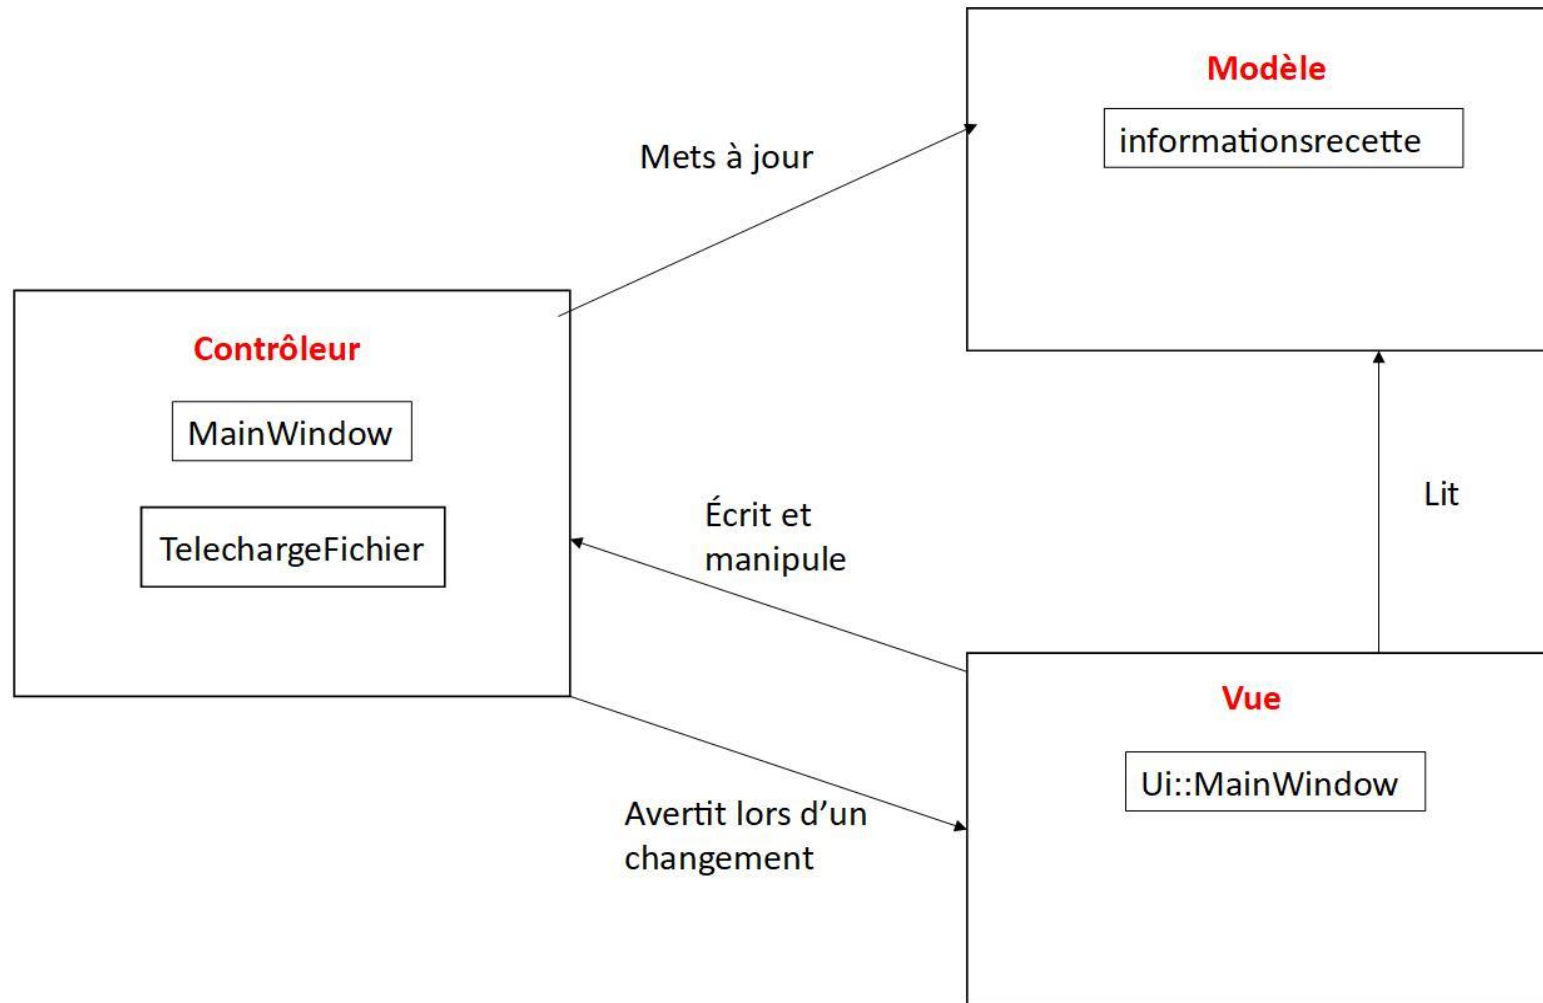 Modèle
informationsrecette
Mets à jour
Contrôleur
MainWindow
TelechargeFichier
Écrit et
manipule
Lit
Vue
Ui::MainWindow
Avertit lors d’un
changement